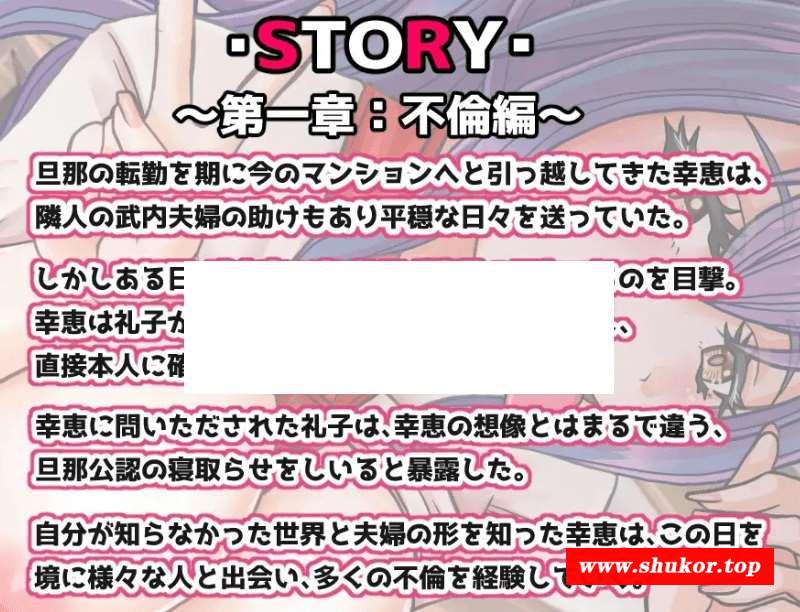 ・STORY・
～第一章：不倫編～
旦那の転勤を期に今のマンションへと引っ越してきた幸恵は、
隣人の武内夫婦の助けもあり平穏な日々を送っていた。
しかしある日のを目撃。
幸恵は礼子が、
直接本人に確
幸恵に問いただされた礼子は、幸恵の想像とはまるで違う、
旦那公認の寝取らせをしいると暴露した。
自分が知らなかった世界と夫婦の形を知った幸恵は、この日を
境に様々な人と出会い、多くの不倫を経験し
www.shukor.top